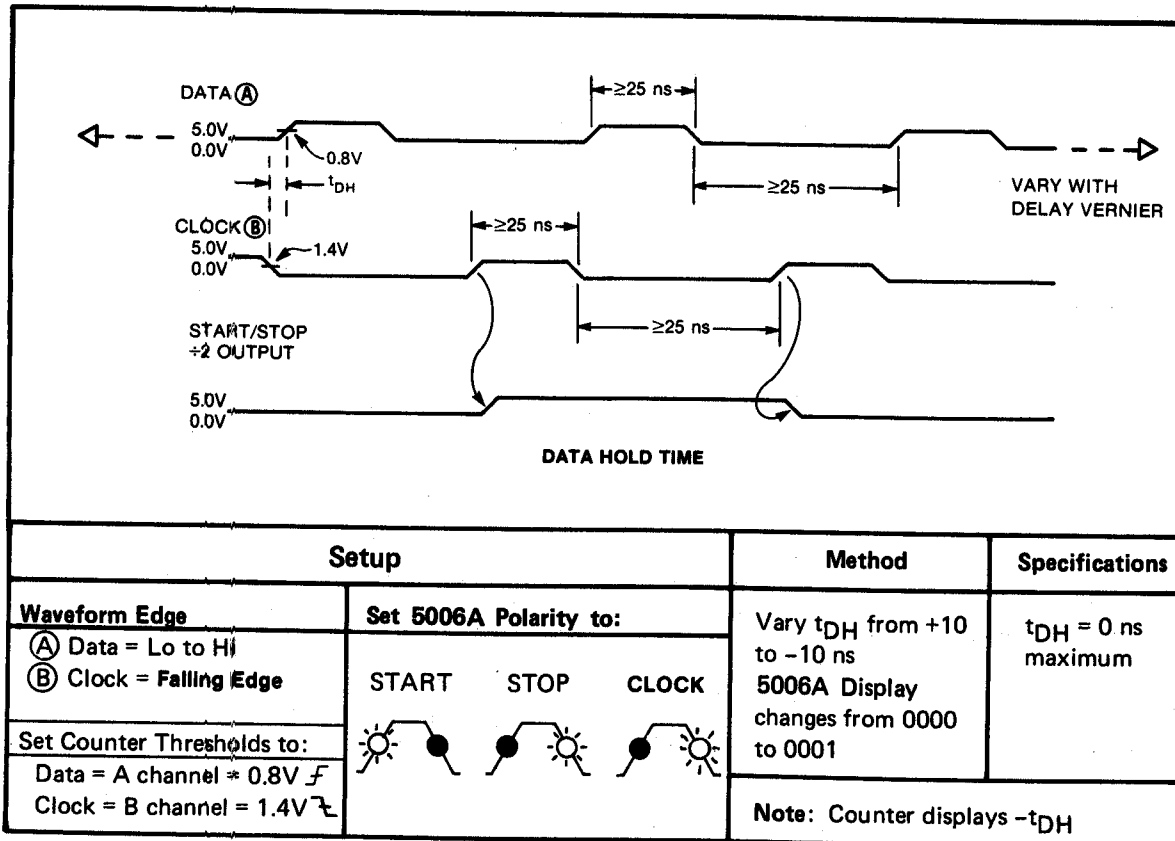 DATA Ⓐ
≥25 ns
5.0V
0.0V
0.8V
tDH
≥25 ns
VARY WITH
DELAY VERNIER
CLOCK Ⓑ
≥25 ns
5.0V
0.0V
1.4V
≥25 ns
START/STOP
÷2 OUTPUT
5.0V
0.0V
DATA HOLD TIME
Setup
Method
Specifications
Waveform Edge
Set 5006A Polarity to:
Ⓐ Data = Lo to Hi
Ⓑ Clock = Falling Edge
START STOP CLOCK
Set Counter Thresholds to:
Data = A channel = 0.8V
Clock = B channel = 1.4V
Vary tDH from +10
to −10 ns
5006A Display
changes from 0000
to 0001
tDH = 0 ns
maximum
Note: Counter displays −tDH